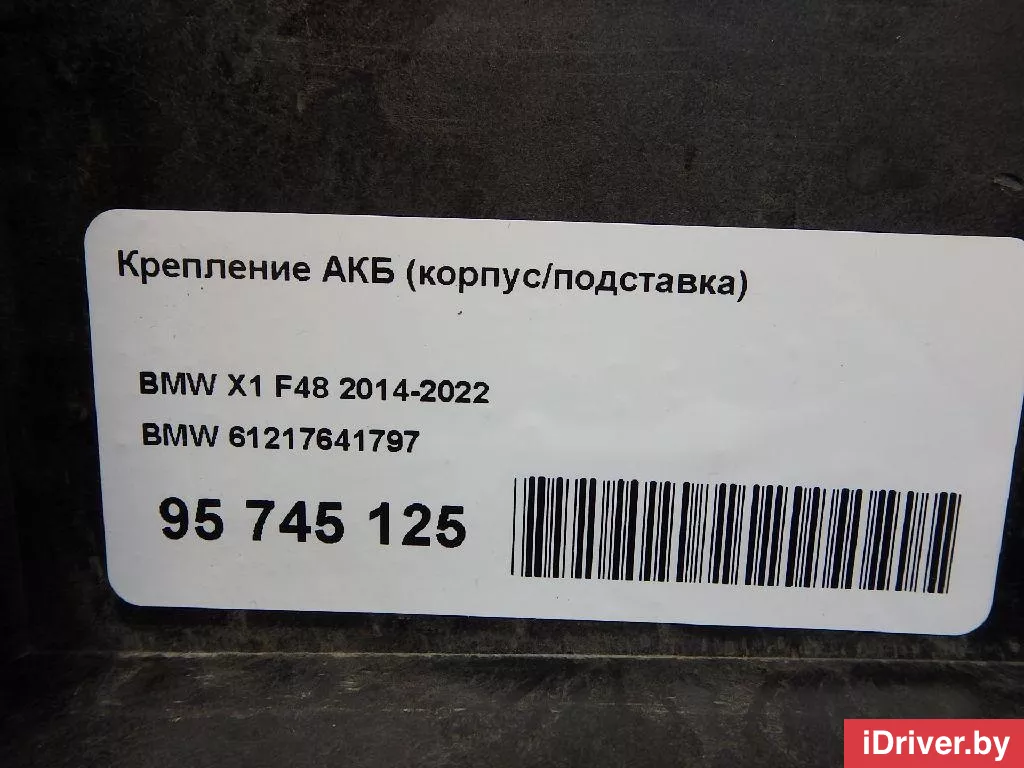 Крепление АКБ (корпус/подставка)
BMW X1 F48 2014-2022
BMW 61217641797
95 745 125
iDriver.by